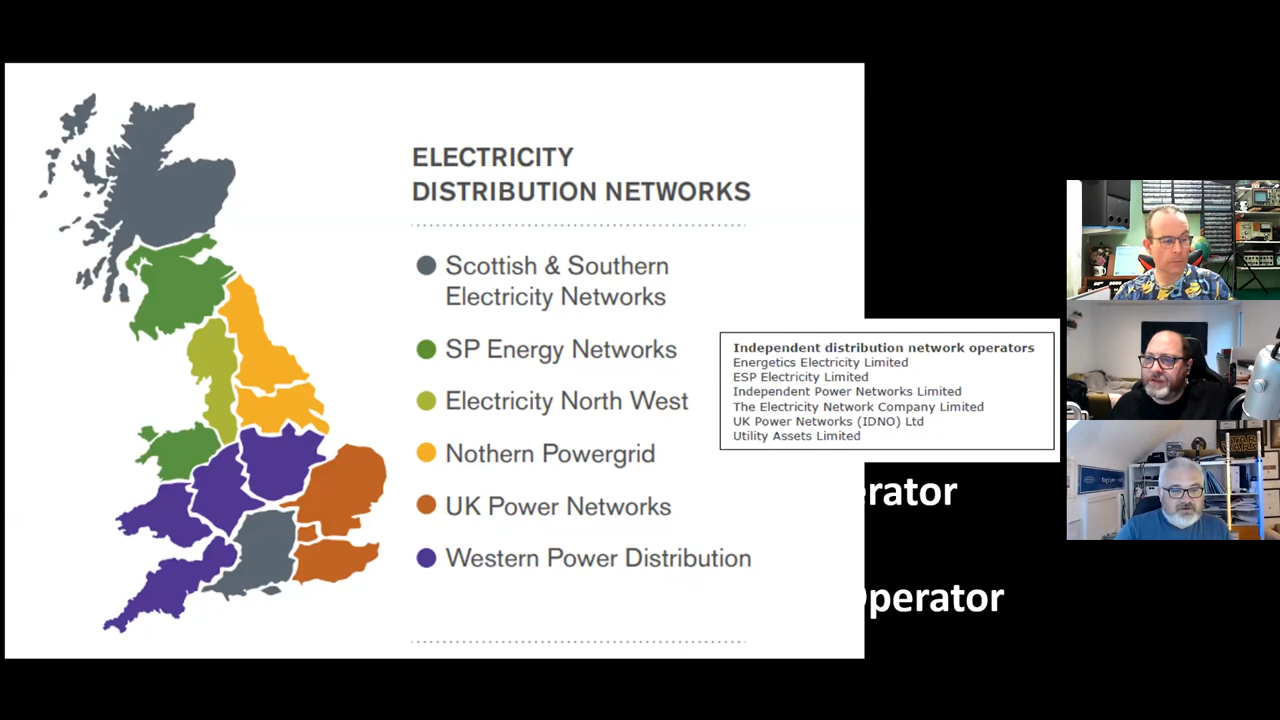 ELECTRICITY
DISTRIBUTION NETWORKS
Scottish & Southern
Electricity Networks
SP Energy Networks
Electricity North West
Nothern Powergrid
UK Power Networks
Western Power Distribution
Independent distribution network operators
Energetics Electricity Limited
ESP Electricity Limited
Independent Power Networks Limited
The Electricity Network Company Limited
UK Power Networks (IDNO) Ltd
Utility Assets Limited
erator
perator
STAR
WARS